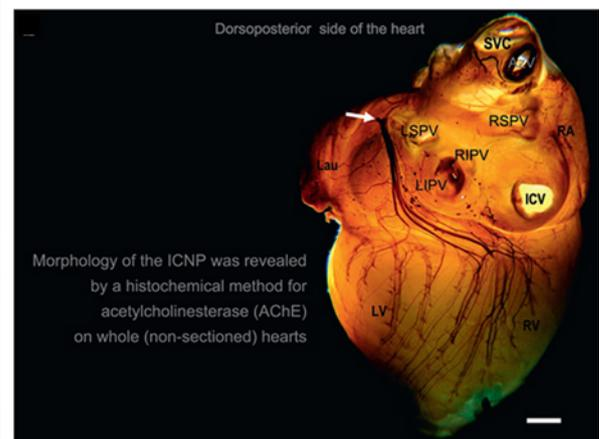 Dorsoposterior side of the heart
SVC
AZV
LSPV
RSPV
RA
Lau
RIPV
LIPV
ICV
Morphology of the ICNP was revealed
by a histochemical method for
acetylcholinesterase (AChE)
on whole (non-sectioned) hearts
LV
RV